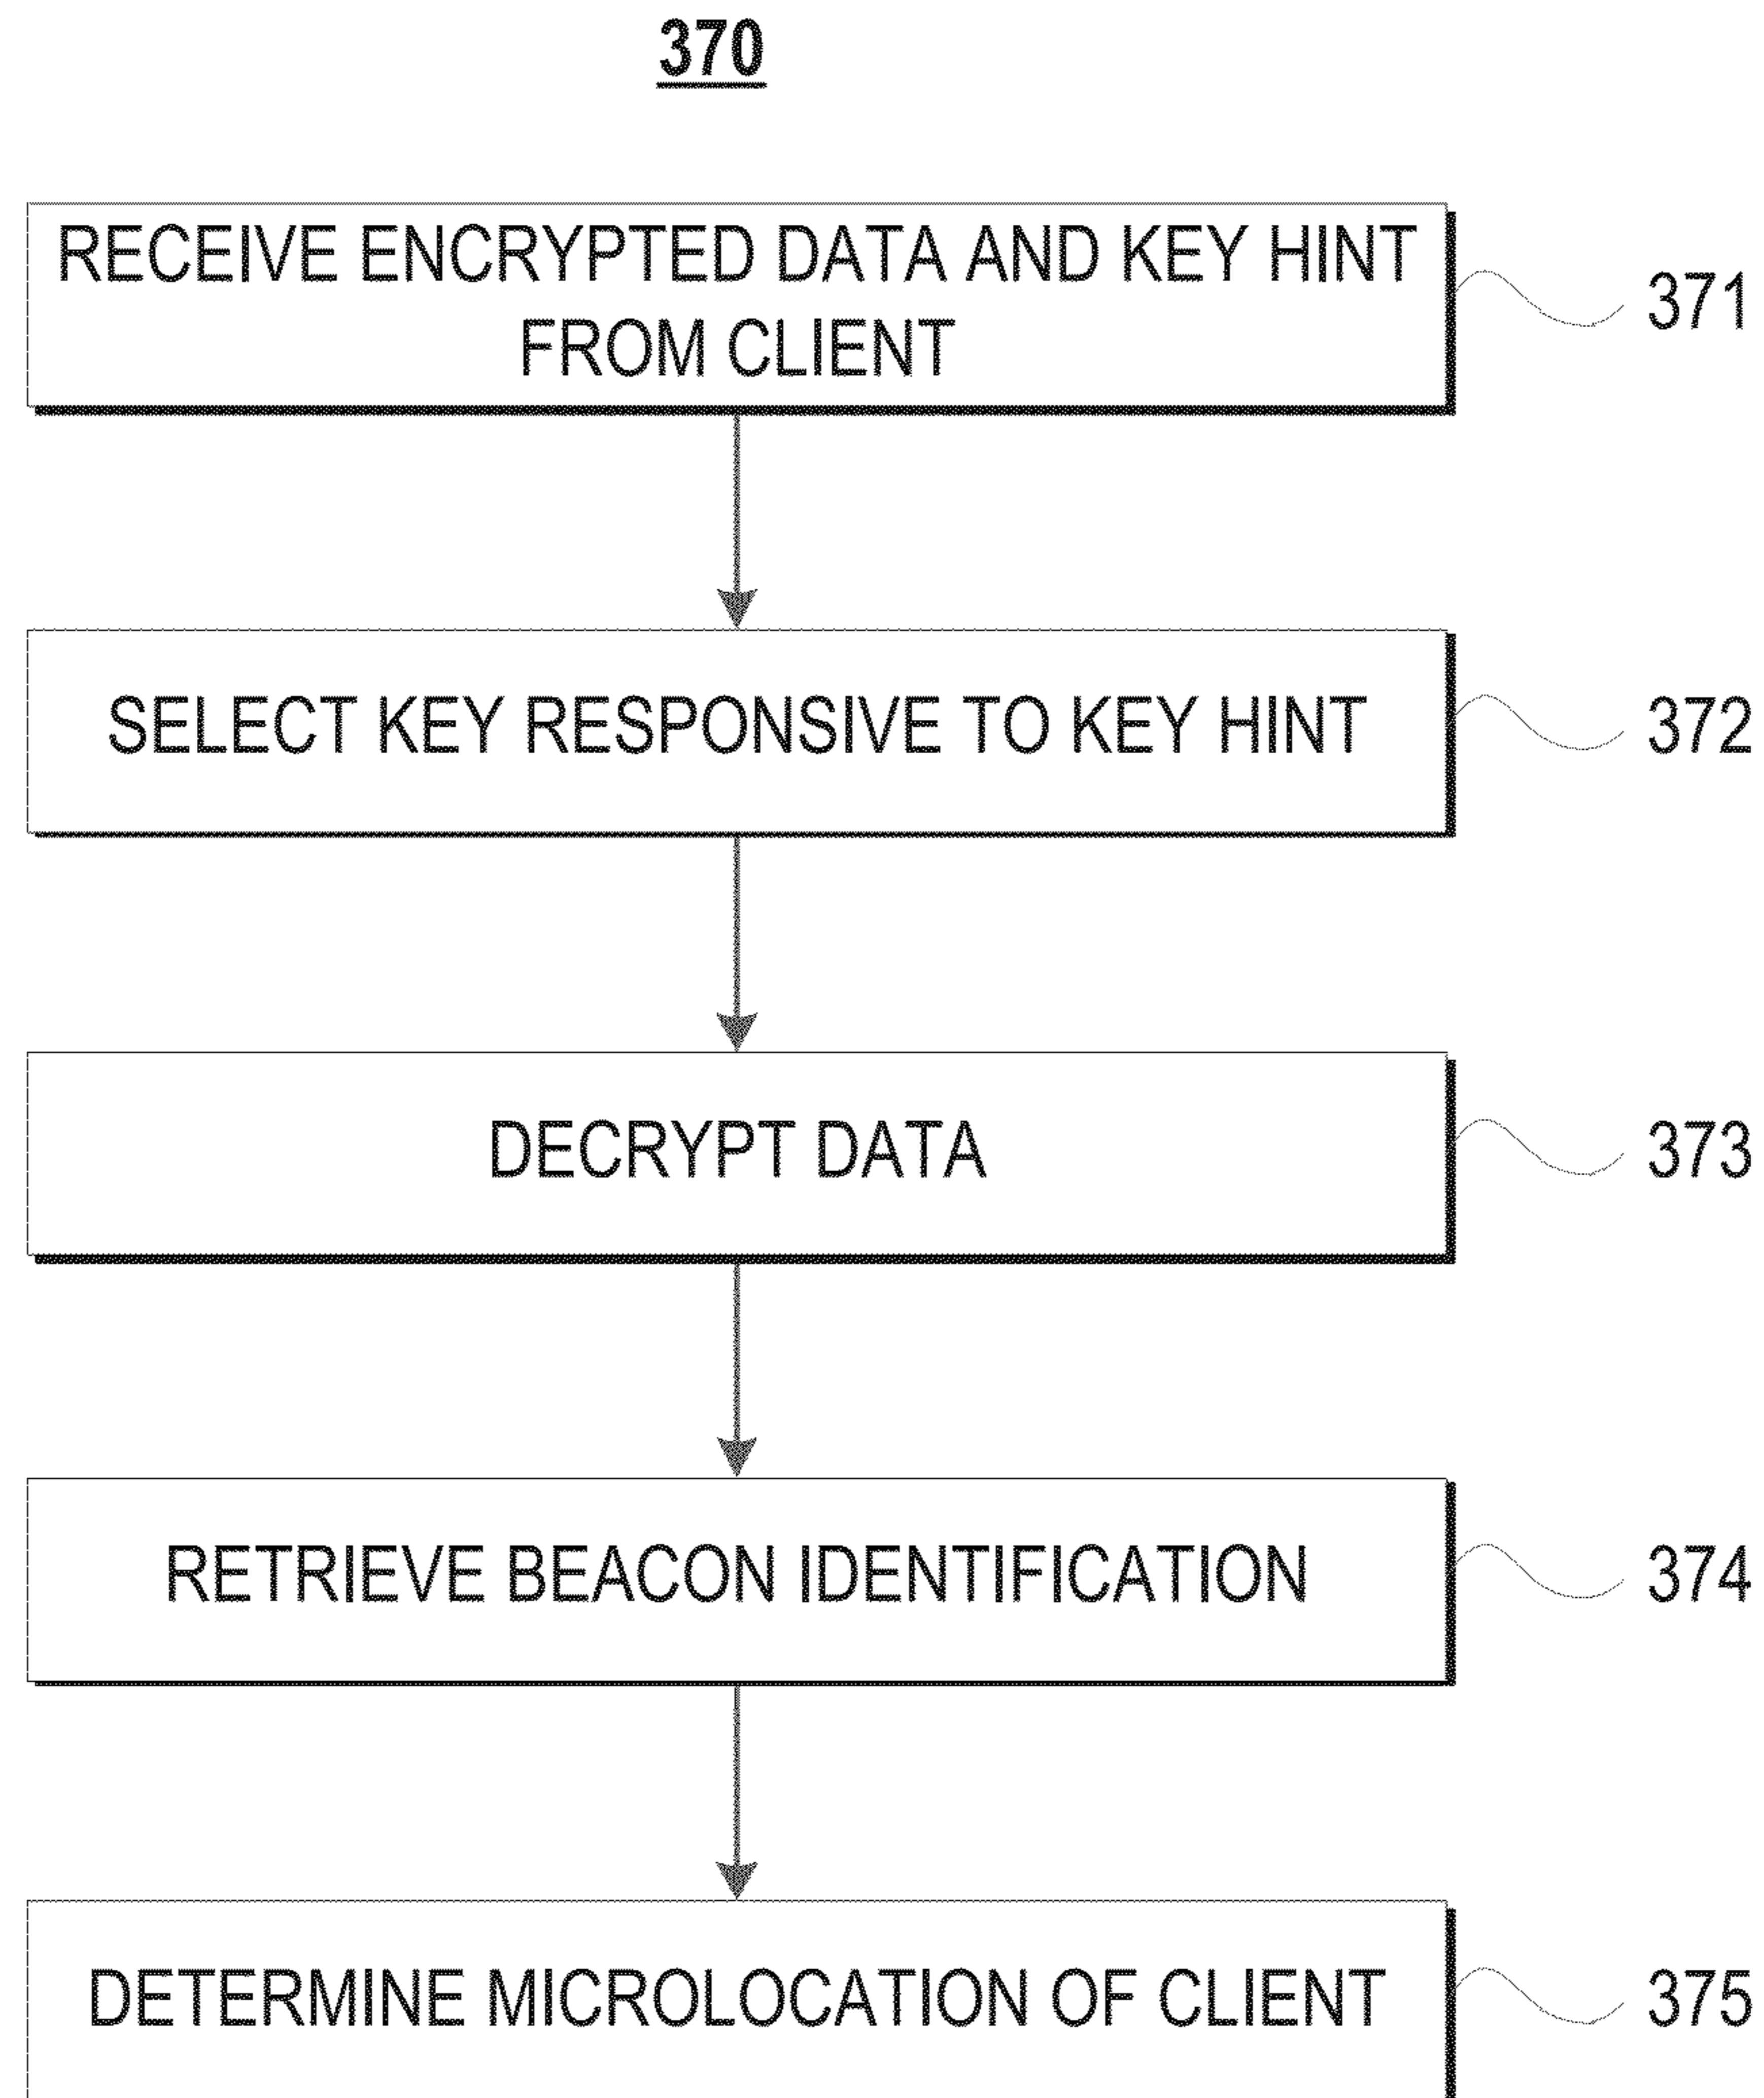 370
RECEIVE ENCRYPTED DATA AND KEY HINT
FROM CLIENT
371
SELECT KEY RESPONSIVE TO KEY HINT
372
DECRYPT DATA
373
RETRIEVE BEACON IDENTIFICATION
374
DETERMINE MICROLOCATION OF CLIENT
375